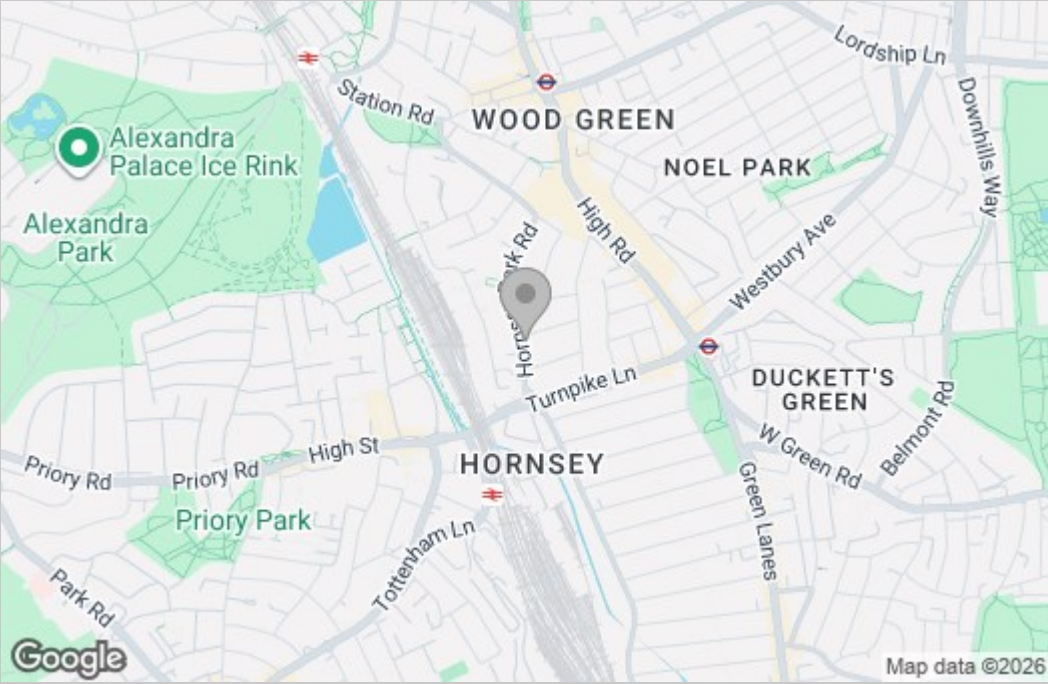 Lordship Ln
Station Rd
WOOD GREEN
Downhills Way
Alexandra
Palace Ice Rink
NOEL PARK
Alexandra
Park
High Rd
Westbury Ave
Turnpike Ln
DUCKETT'S
GREEN
Belmont Rd
W Green Rd
High St
Priory Rd
Priory Rd
HORNSEY
Green Lanes
Priory Park
Tottenham Ln
Park Rd
Google
Map data ©2026